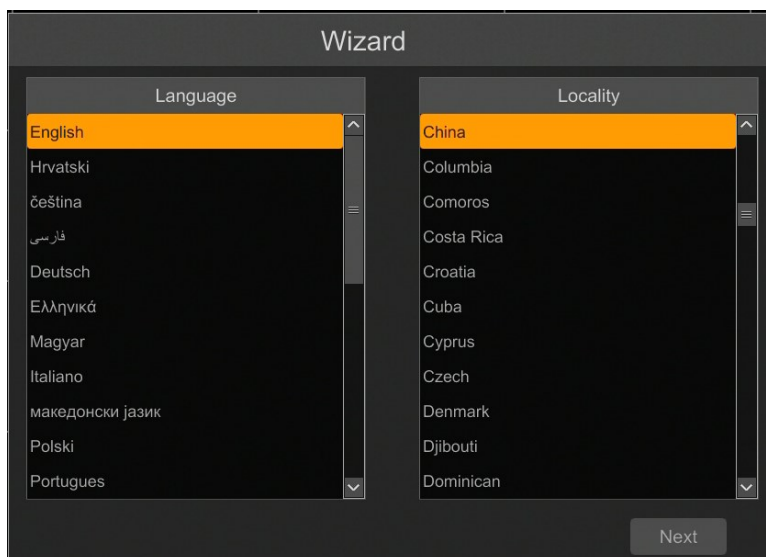 Wizard
Language
English
Hrvatski
čeština
فارسی
Deutsch
Ελληνικά
Magyar
Italiano
македонски јазик
Polski
Portugues
Locality
China
Columbia
Comoros
Costa Rica
Croatia
Cuba
Cyprus
Czech
Denmark
Djibouti
Dominican
Next